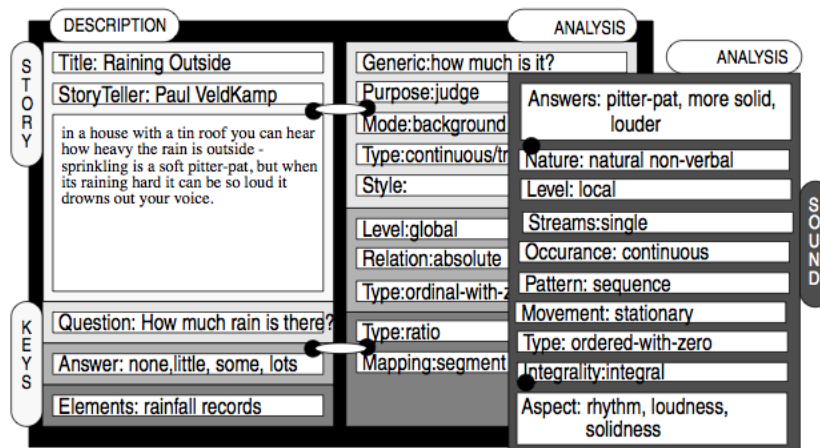 DESCRIPTION
STORY
Title: Raining Outside
StoryTeller: Paul VeldKamp
in a house with a tin roof you can hear
how heavy the rain is outside -
sprinkling is a soft pitter-pat, but when
its raining hard it can be so loud it
drowns out your voice.
KEYS
Question: How much rain is there?
Answer: none,little, some, lots
Elements: rainfall records
ANALYSIS
Generic:how much is it?
Purpose:judge
Mode:background
Type:continuous/tr
Style:
Level:global
Relation:absolute
Type:ordinal-with-z
Type:ratio
Mapping:segment
ANALYSIS
SOUND
Answers: pitter-pat, more solid,
louder
Nature: natural non-verbal
Level: local
Streams:single
Occurance: continuous
Pattern: sequence
Movement: stationary
Type: ordered-with-zero
Integrality:integral
Aspect: rhythm, loudness,
solidness